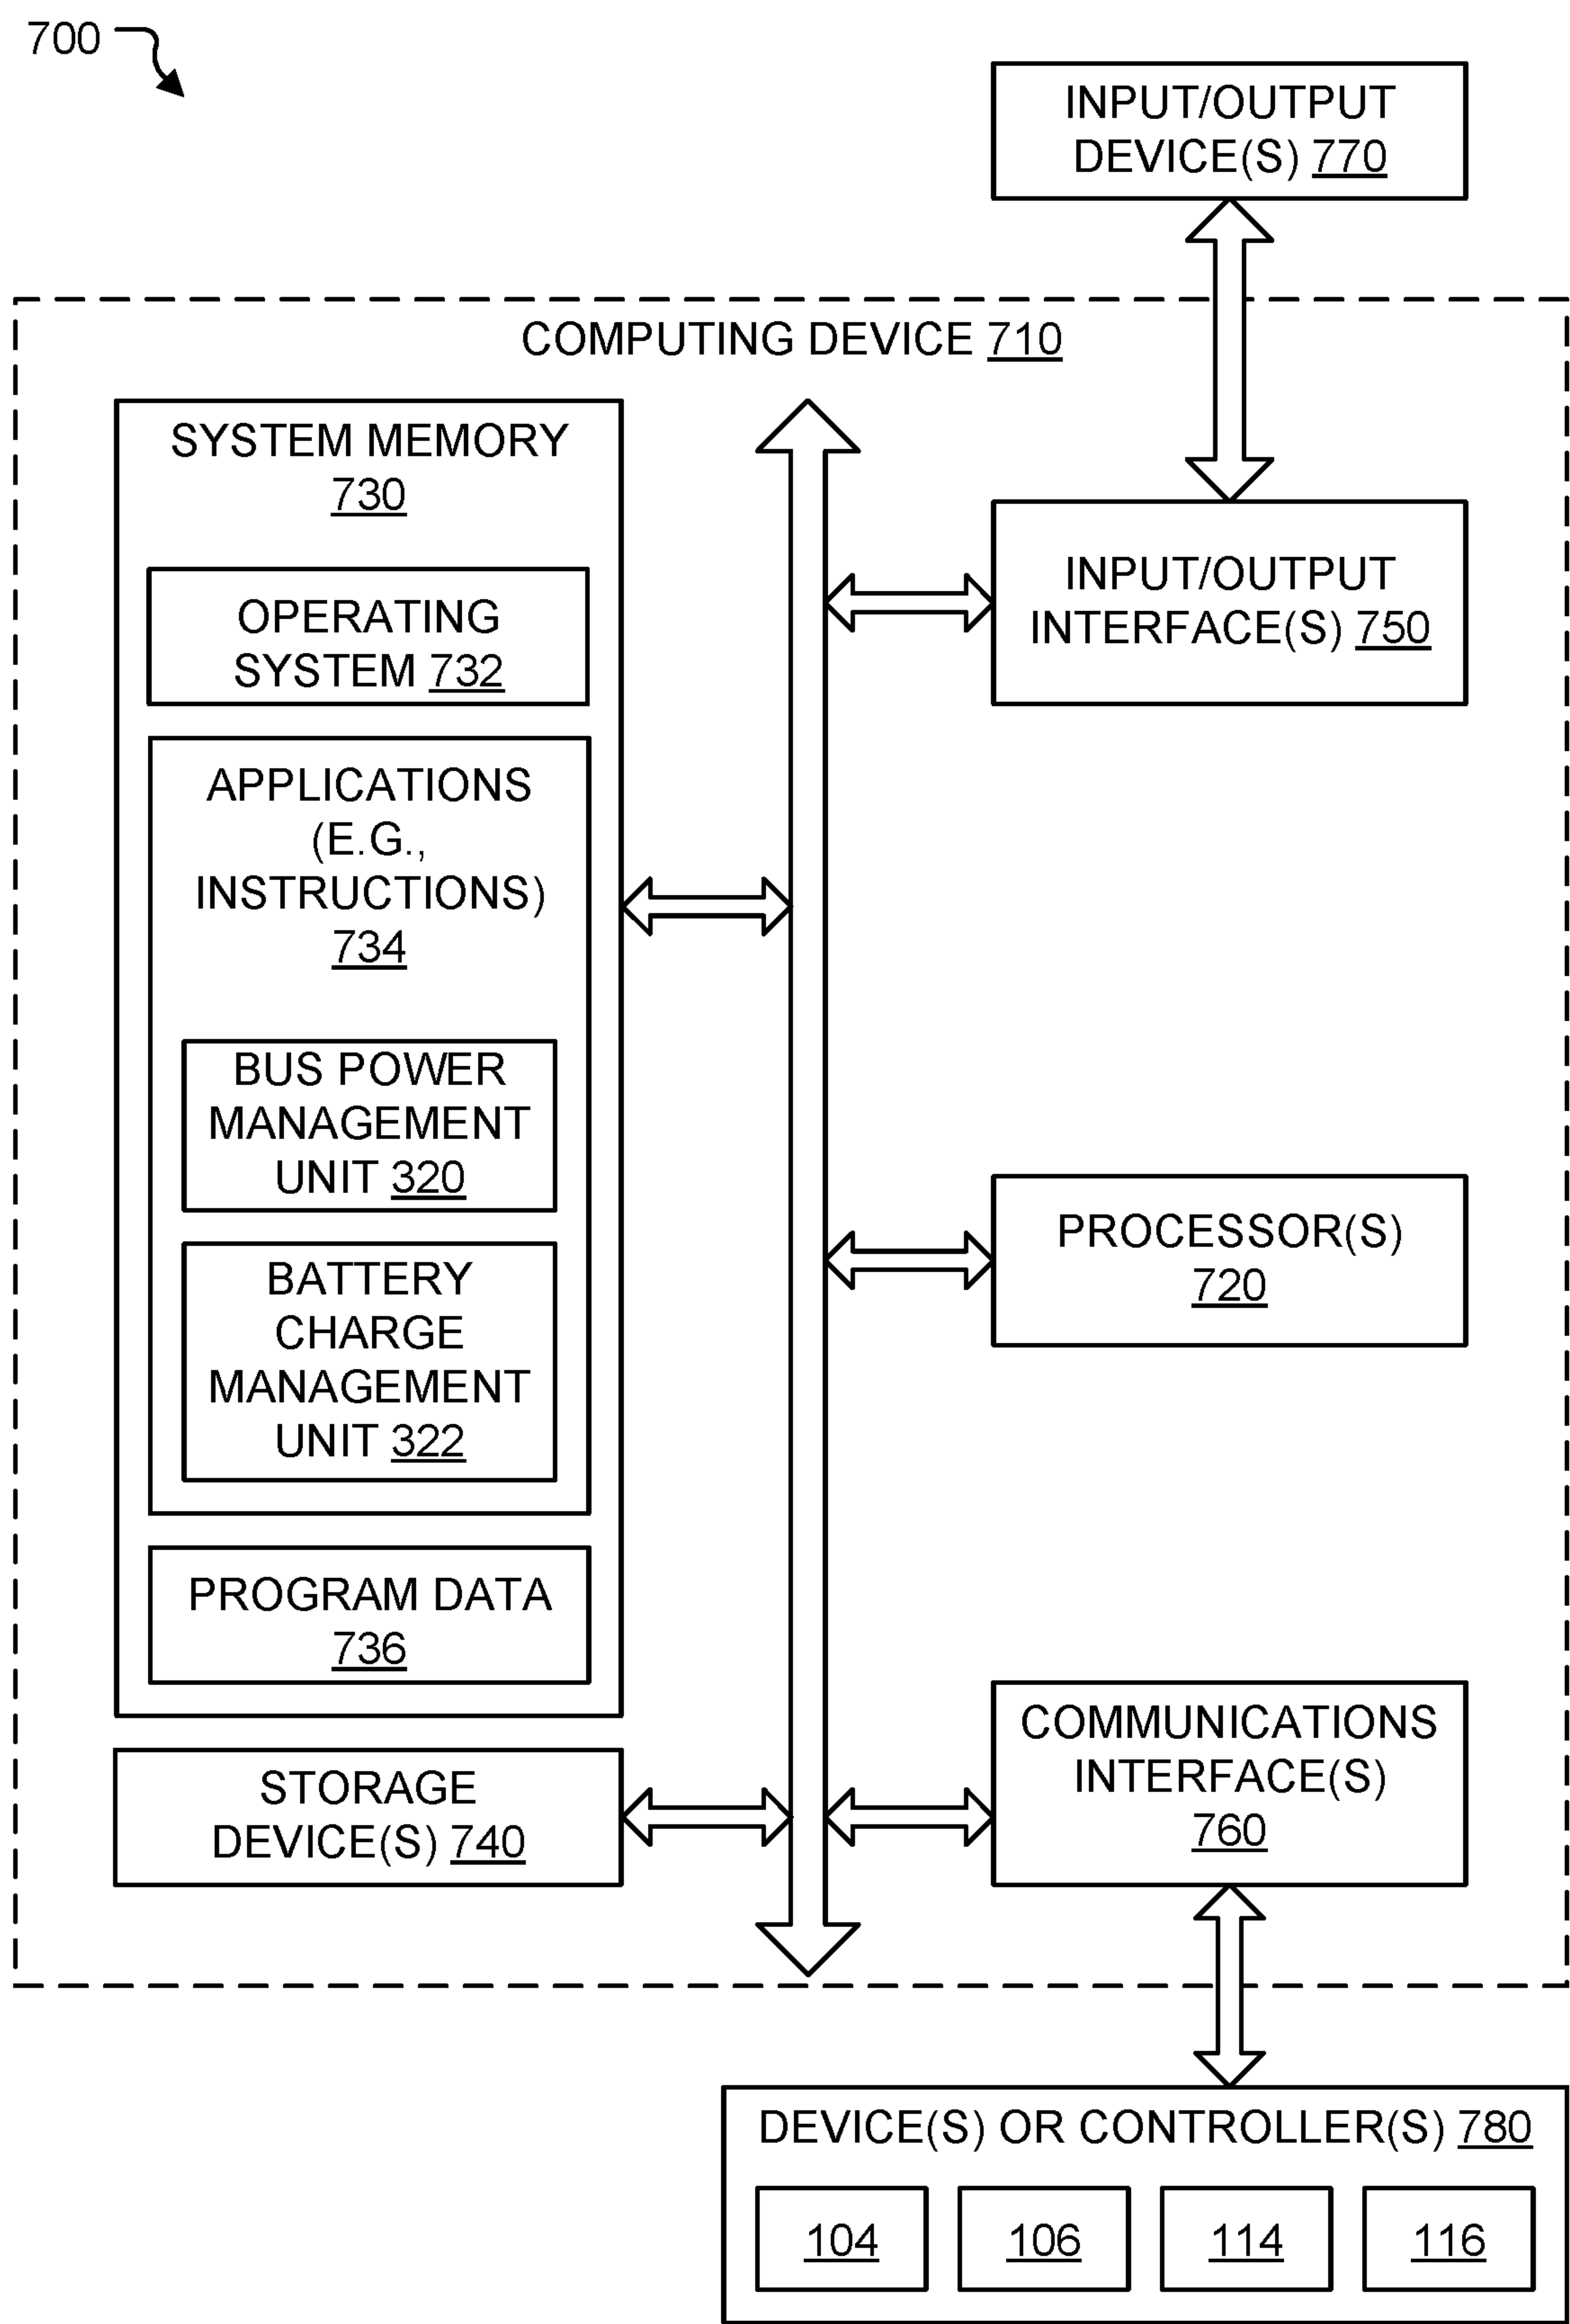 700
INPUT/OUTPUT
DEVICE(S) 770
COMPUTING DEVICE 710
SYSTEM MEMORY
730
OPERATING
SYSTEM 732
APPLICATIONS
(E.G.,
INSTRUCTIONS)
734
BUS POWER
MANAGEMENT
UNIT 320
BATTERY
CHARGE
MANAGEMENT
UNIT 322
PROGRAM DATA
736
STORAGE
DEVICE(S) 740
INPUT/OUTPUT
INTERFACE(S) 750
PROCESSOR(S)
720
COMMUNICATIONS
INTERFACE(S)
760
DEVICE(S) OR CONTROLLER(S) 780
104
106
114
116